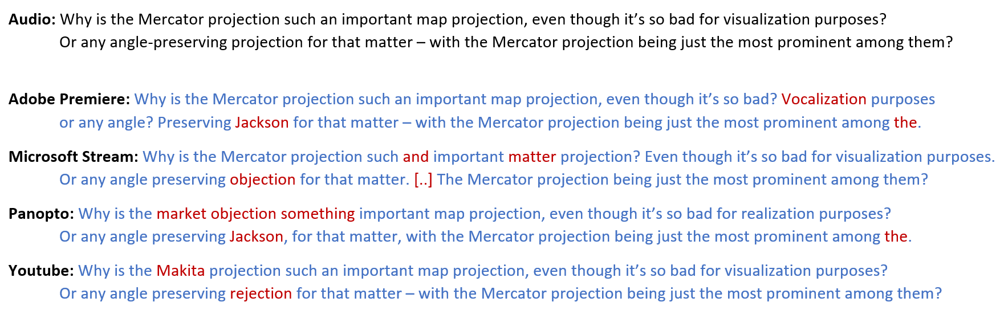 Audio: Why is the Mercator projection such an important map projection, even though it’s so bad for visualization purposes?
Or any angle-preserving projection for that matter – with the Mercator projection being just the most prominent among them?
Adobe Premiere: Why is the Mercator projection such an important map projection, even though it’s so bad? Vocalization purposes
or any angle? Preserving Jackson for that matter – with the Mercator projection being just the most prominent among the.
Microsoft Stream: Why is the Mercator projection such and important matter projection? Even though it’s so bad for visualization purposes.
Or any angle preserving objection for that matter. [..] The Mercator projection being just the most prominent among them?
Panopto: Why is the market objection something important map projection, even though it’s so bad for realization purposes?
Or any angle preserving Jackson, for that matter, with the Mercator projection being just the most prominent among the.
Youtube: Why is the Makita projection such an important map projection, even though it’s so bad for visualization purposes?
Or any angle preserving rejection for that matter – with the Mercator projection being just the most prominent among them?